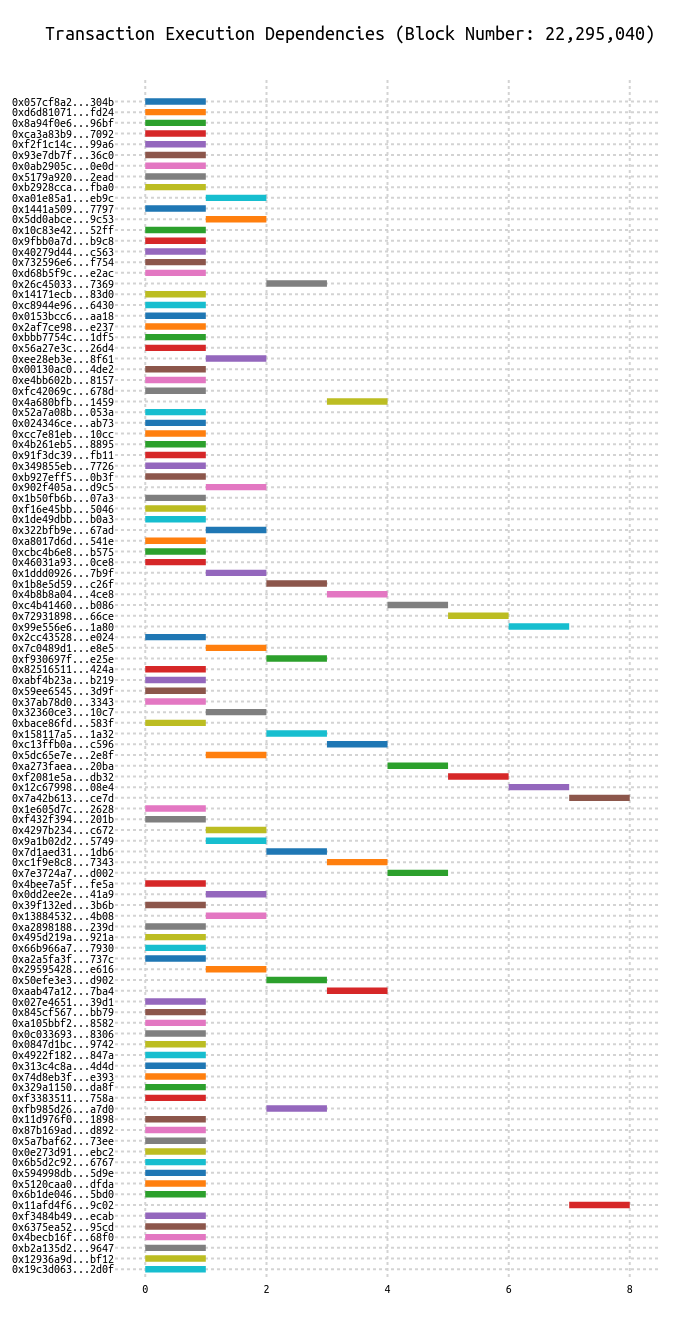 Transaction Execution Dependencies (Block Number: 22,295,040)
0x057cf8a2...304b
0xd6d81071...fd24
0x8a94f0e6...96bf
0xca3a83b9...7092
0xf2f1c14c...99a6
0x93e7db7f...36c0
0x0ab2905c...0e0d
0x5179a920...2ead
0xb2928cca...fba0
0xa01e85a1...eb9c
0x1441a509...7797
0x5dd0abce...9c53
0x10c83e42...52ff
0x9fbb0a7d...b9c8
0x40279d44...c563
0x732596e6...f754
0xd68b5f9c...e2ac
0x26c45033...7369
0x14171ecb...83d0
0xc8944e96...6430
0x0153bcc6...aa18
0x2af7ce98...e237
0xbbb7754c...1df5
0x56a27e3c...26d4
0xee28eb3e...8f61
0x00130ac0...4de2
0xe4bb602b...8157
0xfc42069c...678d
0x4a680bfb...1459
0x52a7a08b...053a
0x024346ce...ab73
0xcc7e81eb...10cc
0x4b261eb5...8895
0x91f3dc39...fb11
0x349855eb...7726
0xb927eff5...0b3f
0x902f405a...d9c5
0x1b50fb6b...07a3
0xf16e45bb...5046
0x1de49dbb...b0a3
0x322bfb9e...67ad
0xa8017d6d...541e
0xcbc4b6e8...b575
0x46031a93...0ce8
0x1ddd0926...7b9f
0x1b8e5d59...c26f
0x4b8b8a04...4ce8
0xc4b41460...b086
0x72931898...66ce
0x99e556e6...1a80
0x2cc43528...e024
0x7c0489d1...e8e5
0xf930697f...e25e
0x82516511...424a
0xabf4b23a...b219
0x59ee6545...3d9f
0x37ab78d0...3343
0x32360ce3...10c7
0xbace86fd...583f
0x158117a5...1a32
0xc13ffb0a...c596
0x5dc65e7e...2e8f
0xa273faea...20ba
0xf2081e5a...db32
0x12c67998...08e4
0x7a42b613...ce7d
0x1e605d7c...2628
0xf432f394...201b
0x4297b234...c672
0x9a1b02d2...5749
0x7d1aed31...1db6
0xc1f9e8c8...7343
0x7e3724a7...d002
0x4bee7a5f...fe5a
0x0dd2ee2e...41a9
0x39f132ed...3b6b
0x13884532...4b08
0xa2898188...239d
0x495d219a...921a
0x66b966a7...7930
0xa2a5fa3f...737c
0x29595428...e616
0x50efe3e3...d902
0xaab47a12...7ba4
0x027e4651...39d1
0x845cf567...bb79
0xa105bbf2...8582
0x0c033693...8306
0x0847d1bc...9742
0x4922f182...847a
0x313c4c8a...4d4d
0x74d8eb3f...e393
0x329a1150...da8f
0xf3383511...758a
0xfb985d26...a7d0
0x11d976f0...1898
0x87b169ad...d892
0x5a7baf62...73ee
0x0e273d91...ebc2
0x6b5d2c92...6767
0x594998db...5d9e
0x5120caa0...dfda
0x6b1de046...5bd0
0x11afd4f6...9c02
0xf3484b49...ecab
0x6375ea52...95cd
0x4becb16f...68f0
0xb2a135d2...9647
0x12936a9d...bf12
0x19c3d063...2d0f
0 2 4 6 8